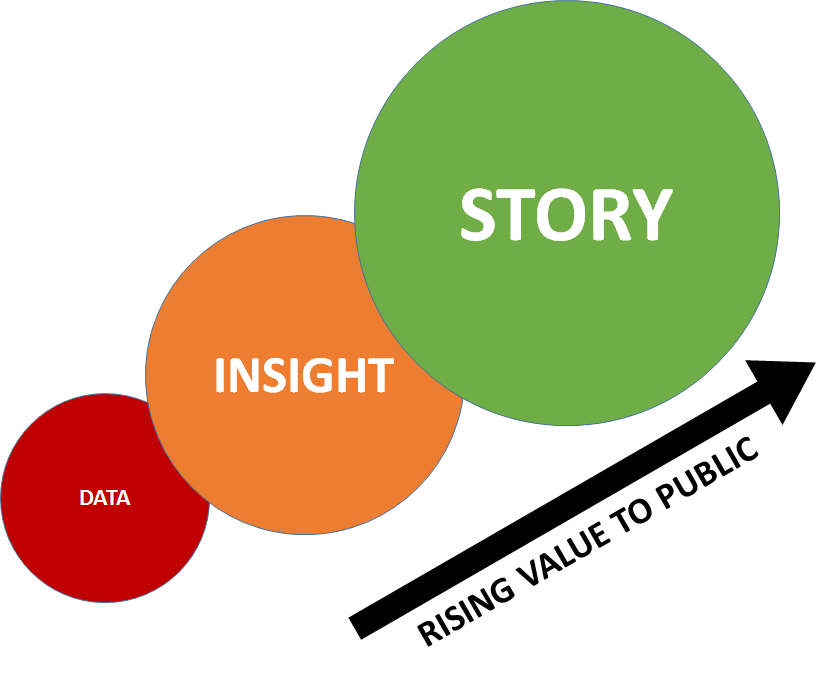 STORY
INSIGHT
DATA
RISING VALUE TO PUBLIC